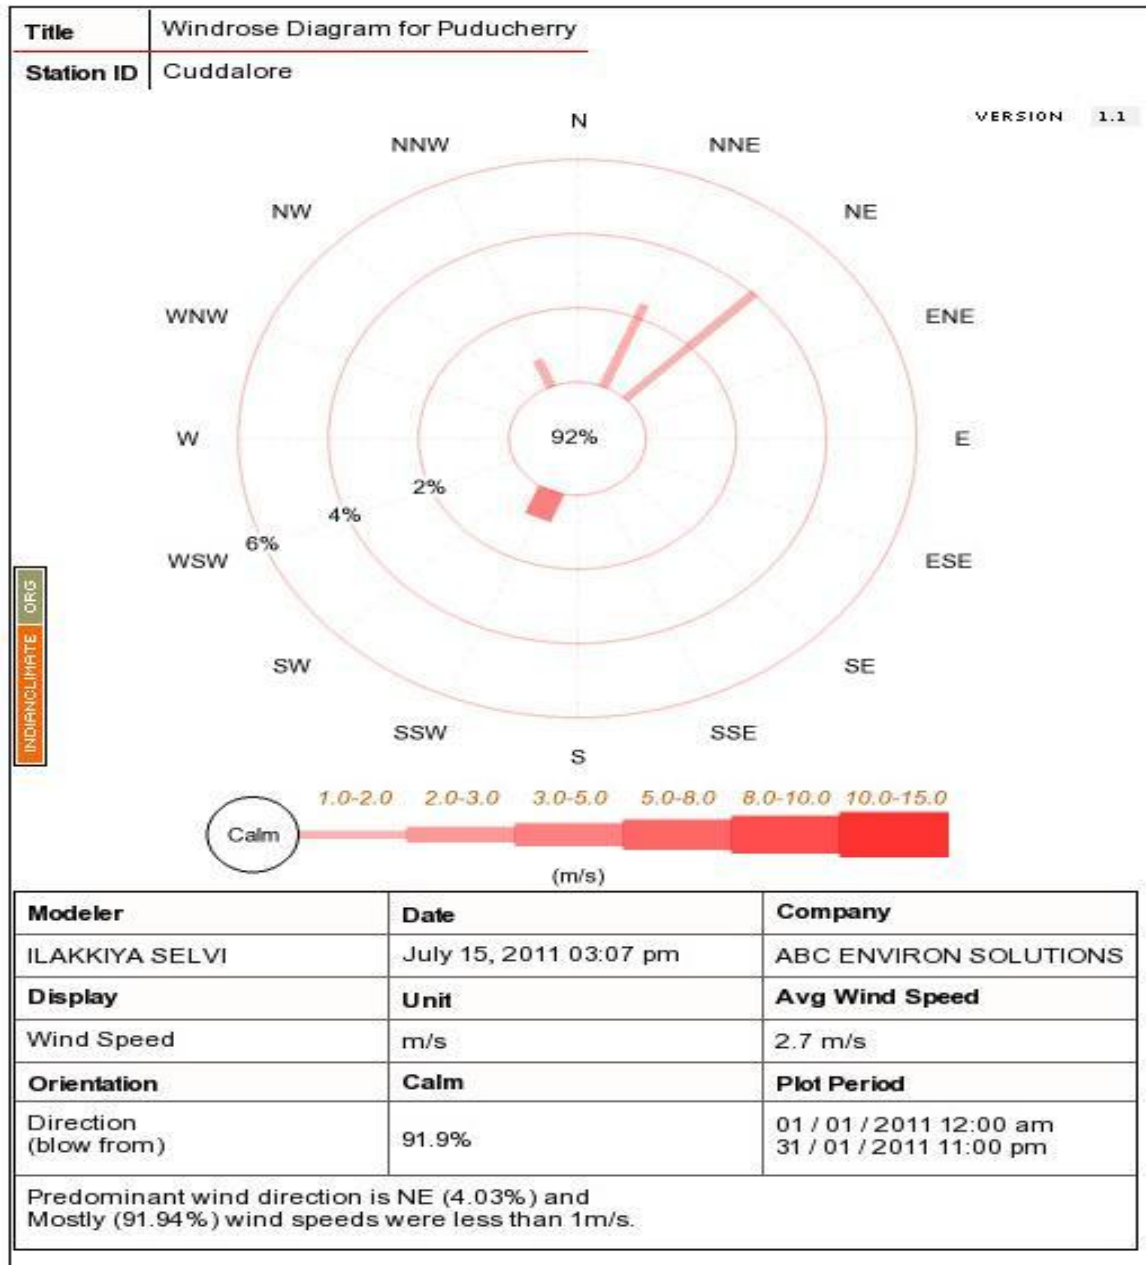 Title Windrose Diagram for Puducherry
Station ID Cuddalore
VERSION 1.1
N
NNW NNE
NW NE
WNW ENE
92%
W E
2%
4%
6%
WSW ESE
SW SE
SSW SSE
S
INDIANCLIMATE ORG
1.0-2.0 2.0-3.0 3.0-5.0 5.0-8.0 8.0-10.0 10.0-15.0
Calm
(m/s)
Modeler Date Company
ILAKKIYA SELVI July 15, 2011 03:07 pm ABC ENVIRON SOLUTIONS
Display Unit Avg Wind Speed
Wind Speed m/s 2.7 m/s
Orientation Calm Plot Period
Direction
(blow from)
91.9%
01 / 01 / 2011 12:00 am
31 / 01 / 2011 11:00 pm
Predominant wind direction is NE (4.03%) and
Mostly (91.94%) wind speeds were less than 1m/s.